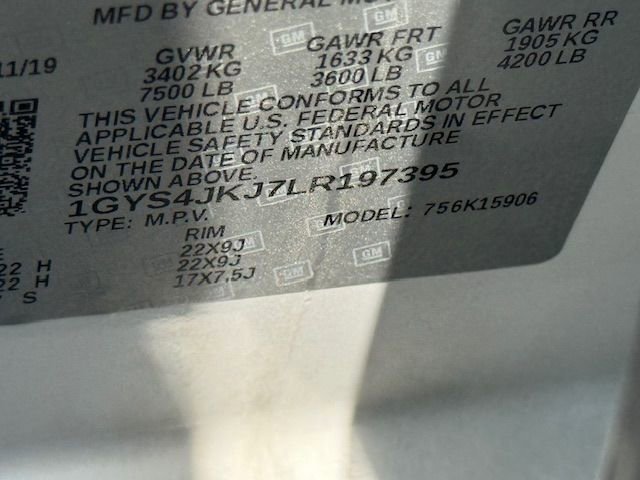 MFD BY GENERAL MO
11/19 GVWR GAWR FRT GAWR RR
3402 KG 1633 KG 1905 KG
7500 LB 3600 LB 4200 LB
THIS VEHICLE CONFORMS TO ALL
APPLICABLE U.S. FEDERAL MOTOR
VEHICLE SAFETY STANDARDS IN EFFECT
ON THE DATE OF MANUFACTURE
SHOWN ABOVE.
1GYS4JKJ7LR197395
TYPE: M.P.V. MODEL: 756K15906
RIM
22 H 22X9J
22 H 22X9J
S 17X7.5J
GM